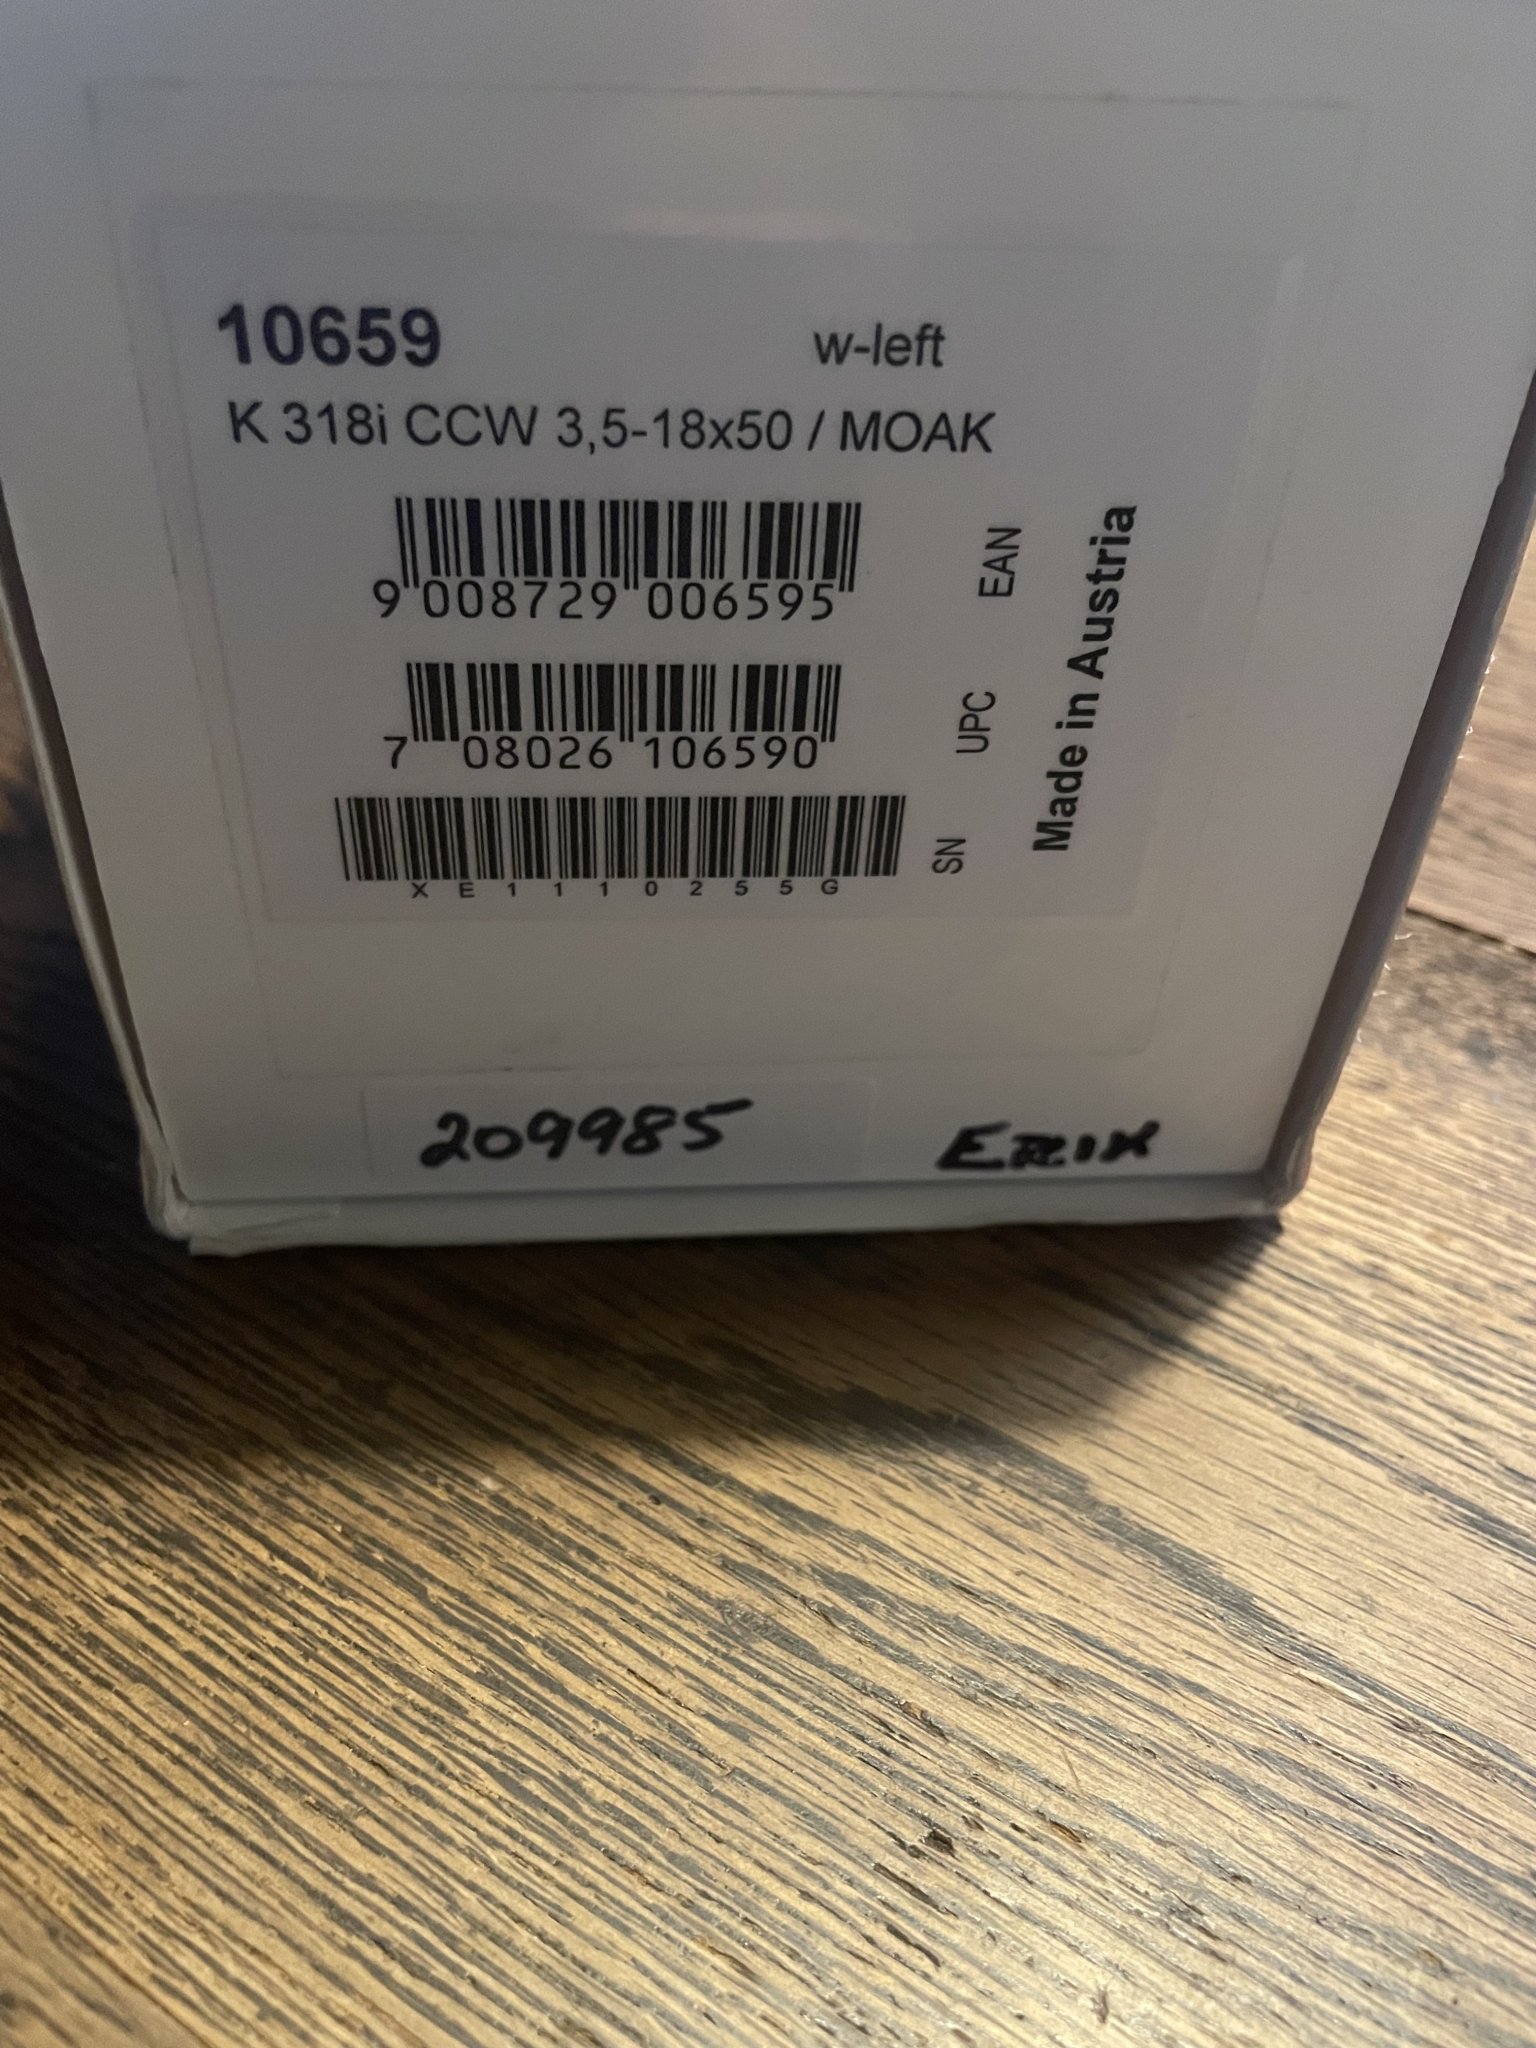 10659 w-left
K 318i CCW 3,5-18x50 / MOAK
9 008729 006595 EAN
7 08026 106590 UPC
XE1110255G SN
Made in Austria
209985 ERIK